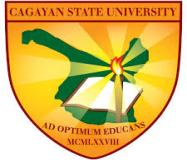 CAGAYAN STATE UNIVERSITY
AD OPTIMUM EDUCANS
MCMLXXVIII